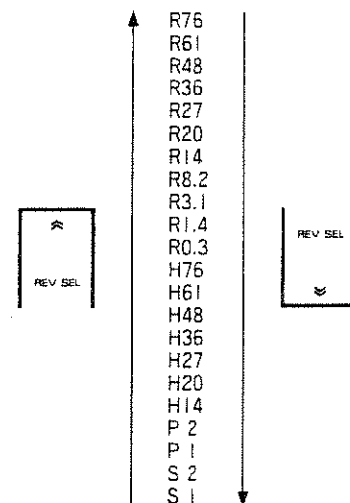 R76
R61
R48
R36
R27
R20
R14
R8.2
R3.1
R1.4
R0.3
H76
H61
H48
H36
H27
H20
H14
P 2
P 1
S 2
S 1
REV SEL
REV SEL